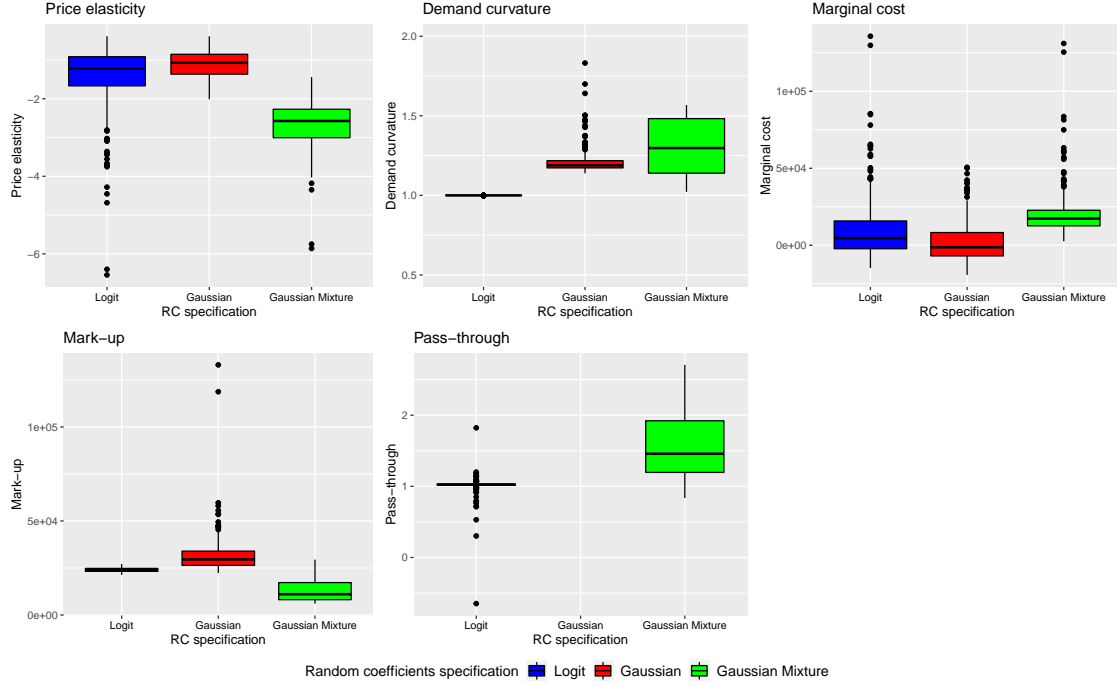 Price elasticity
Price elasticity
−2
−4
−6
Logit
Gaussian
Gaussian Mixture
RC specification
Demand curvature
Demand curvature
2.0
1.5
1.0
0.5
Logit
Gaussian
Gaussian Mixture
RC specification
Marginal cost
Marginal cost
1e+05
5e+04
0e+00
Logit
Gaussian
Gaussian Mixture
RC specification
Mark−up
Mark−up
1e+05
5e+04
0e+00
Logit
Gaussian
Gaussian Mixture
RC specification
Pass−through
Pass−through
2
1
0
Logit
Gaussian
Gaussian Mixture
RC specification
Random coefficients specification Logit Gaussian Gaussian Mixture